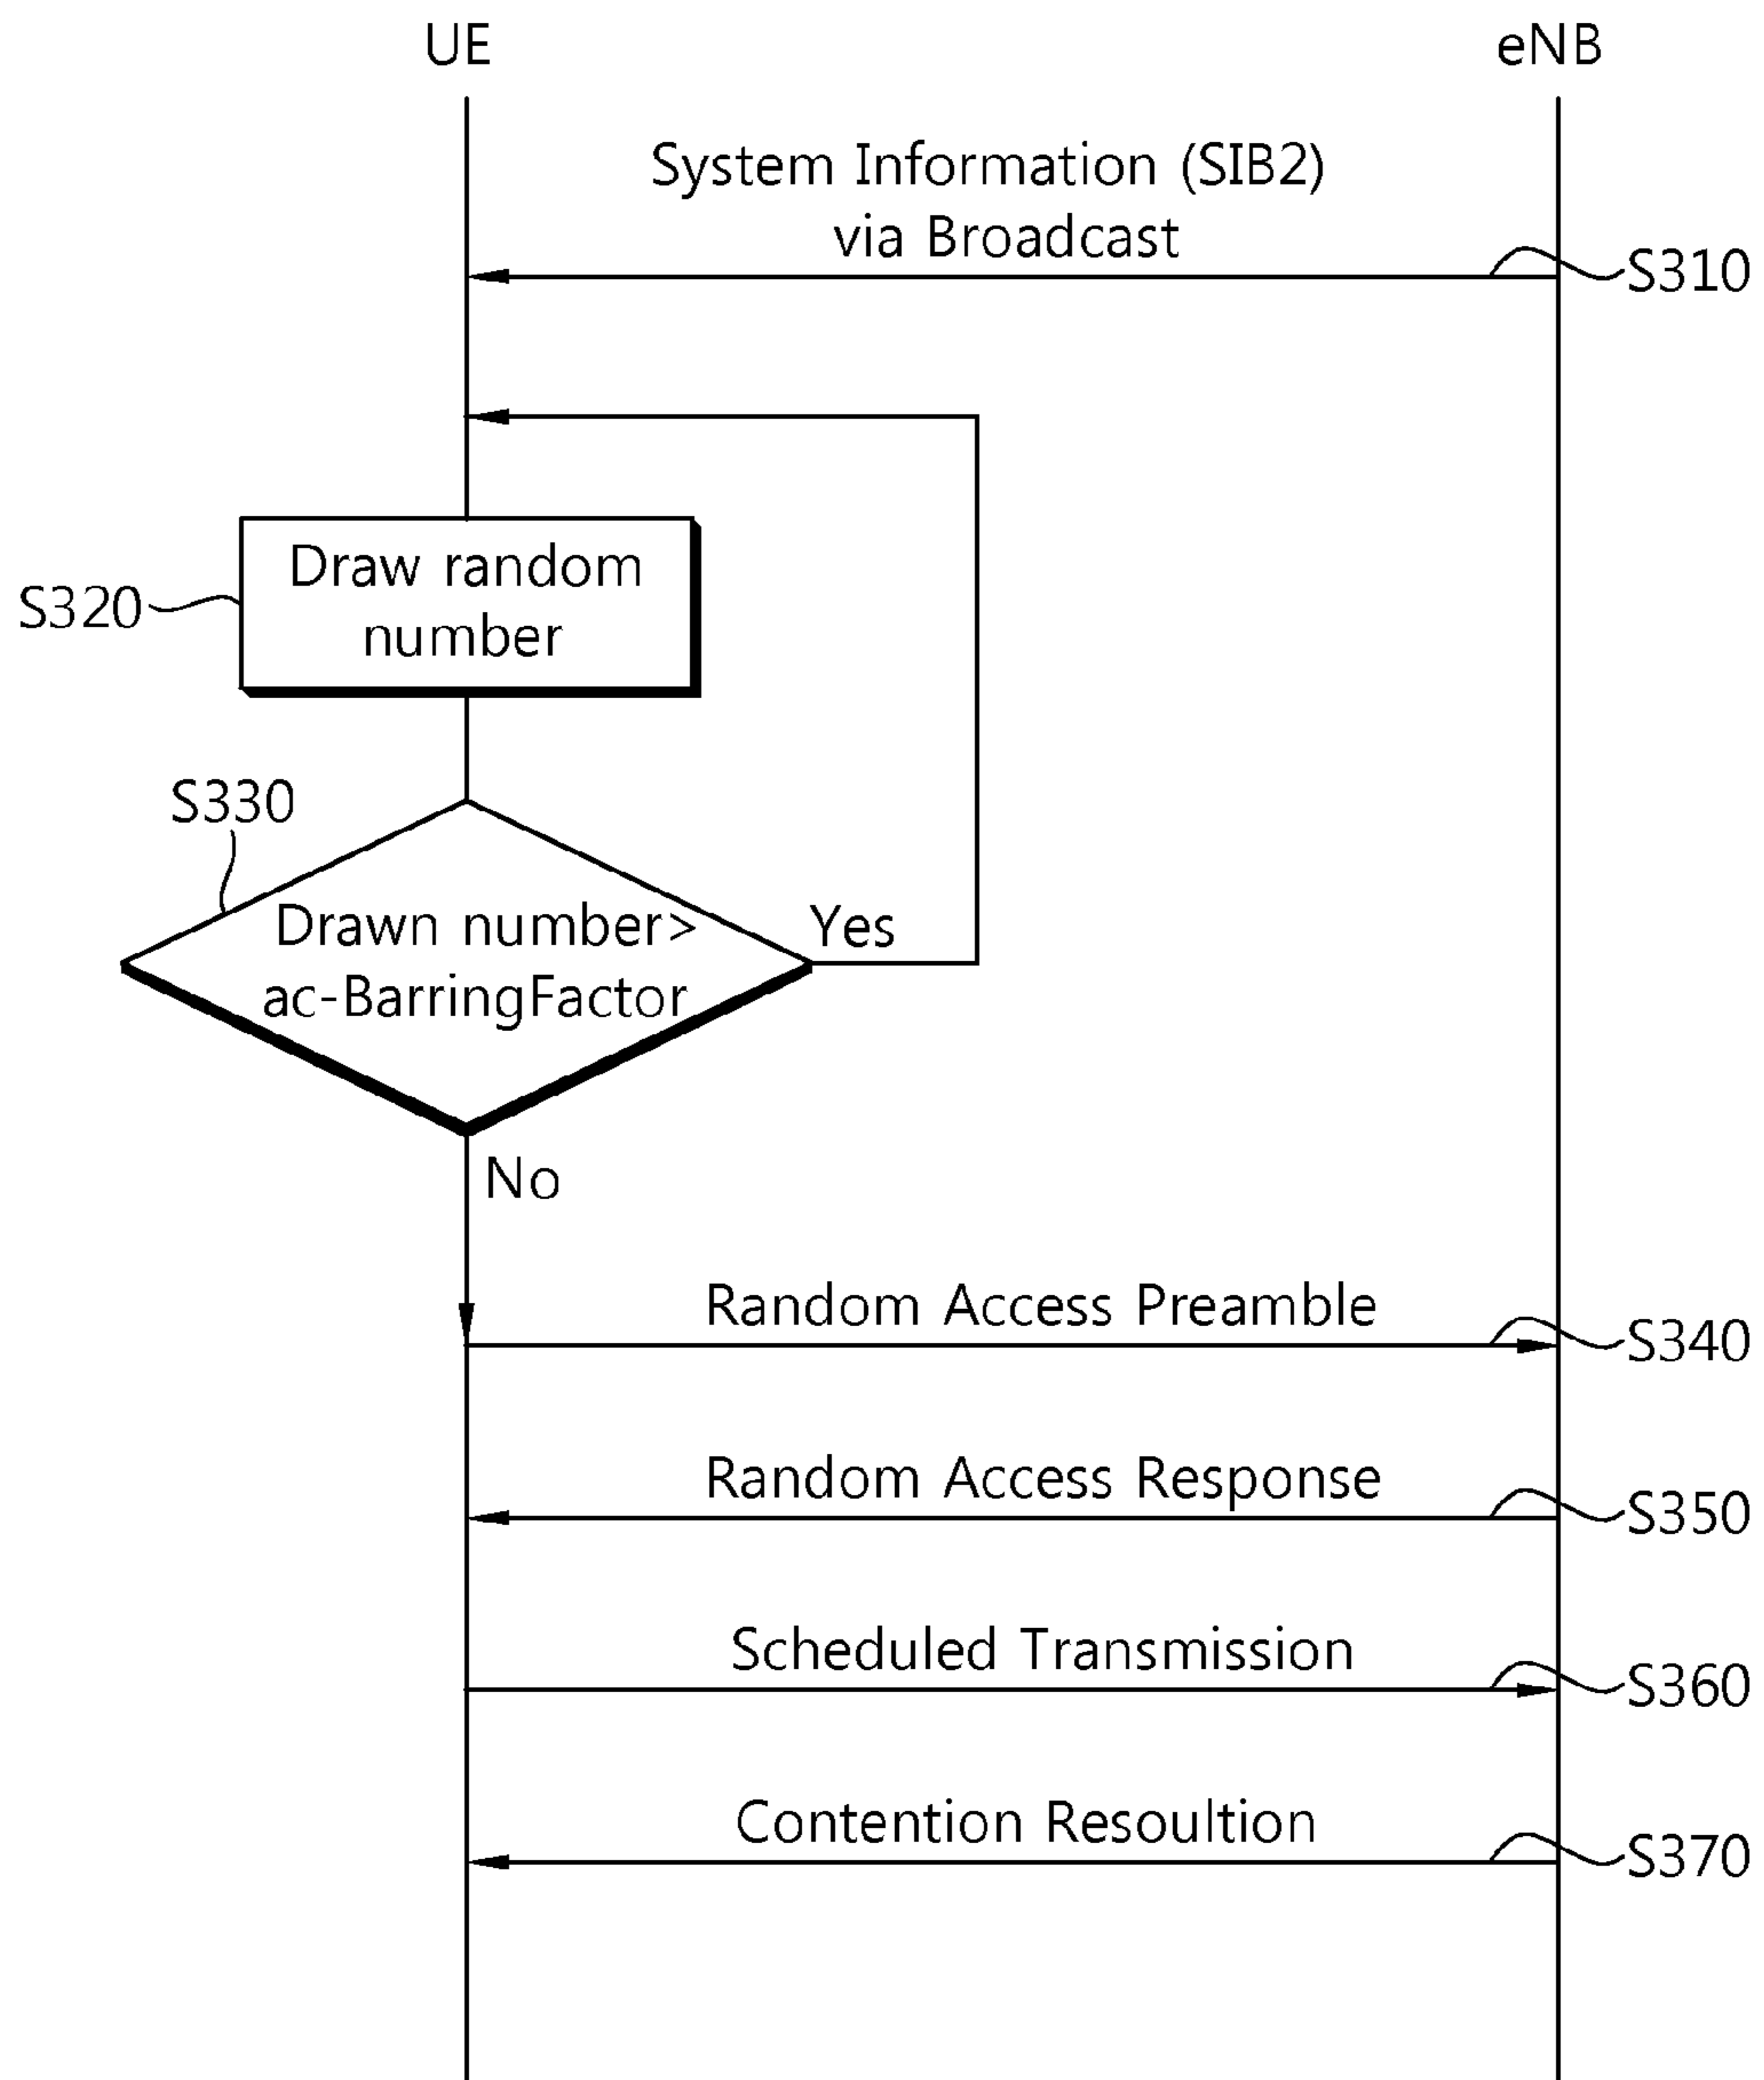 UE
eNB
System Information (SIB2)
via Broadcast
S310
Draw random
number
S320
S330
Drawn number>
ac-BarringFactor
Yes
No
Random Access Preamble
S340
Random Access Response
S350
Scheduled Transmission
S360
Contention Resoultion
S370